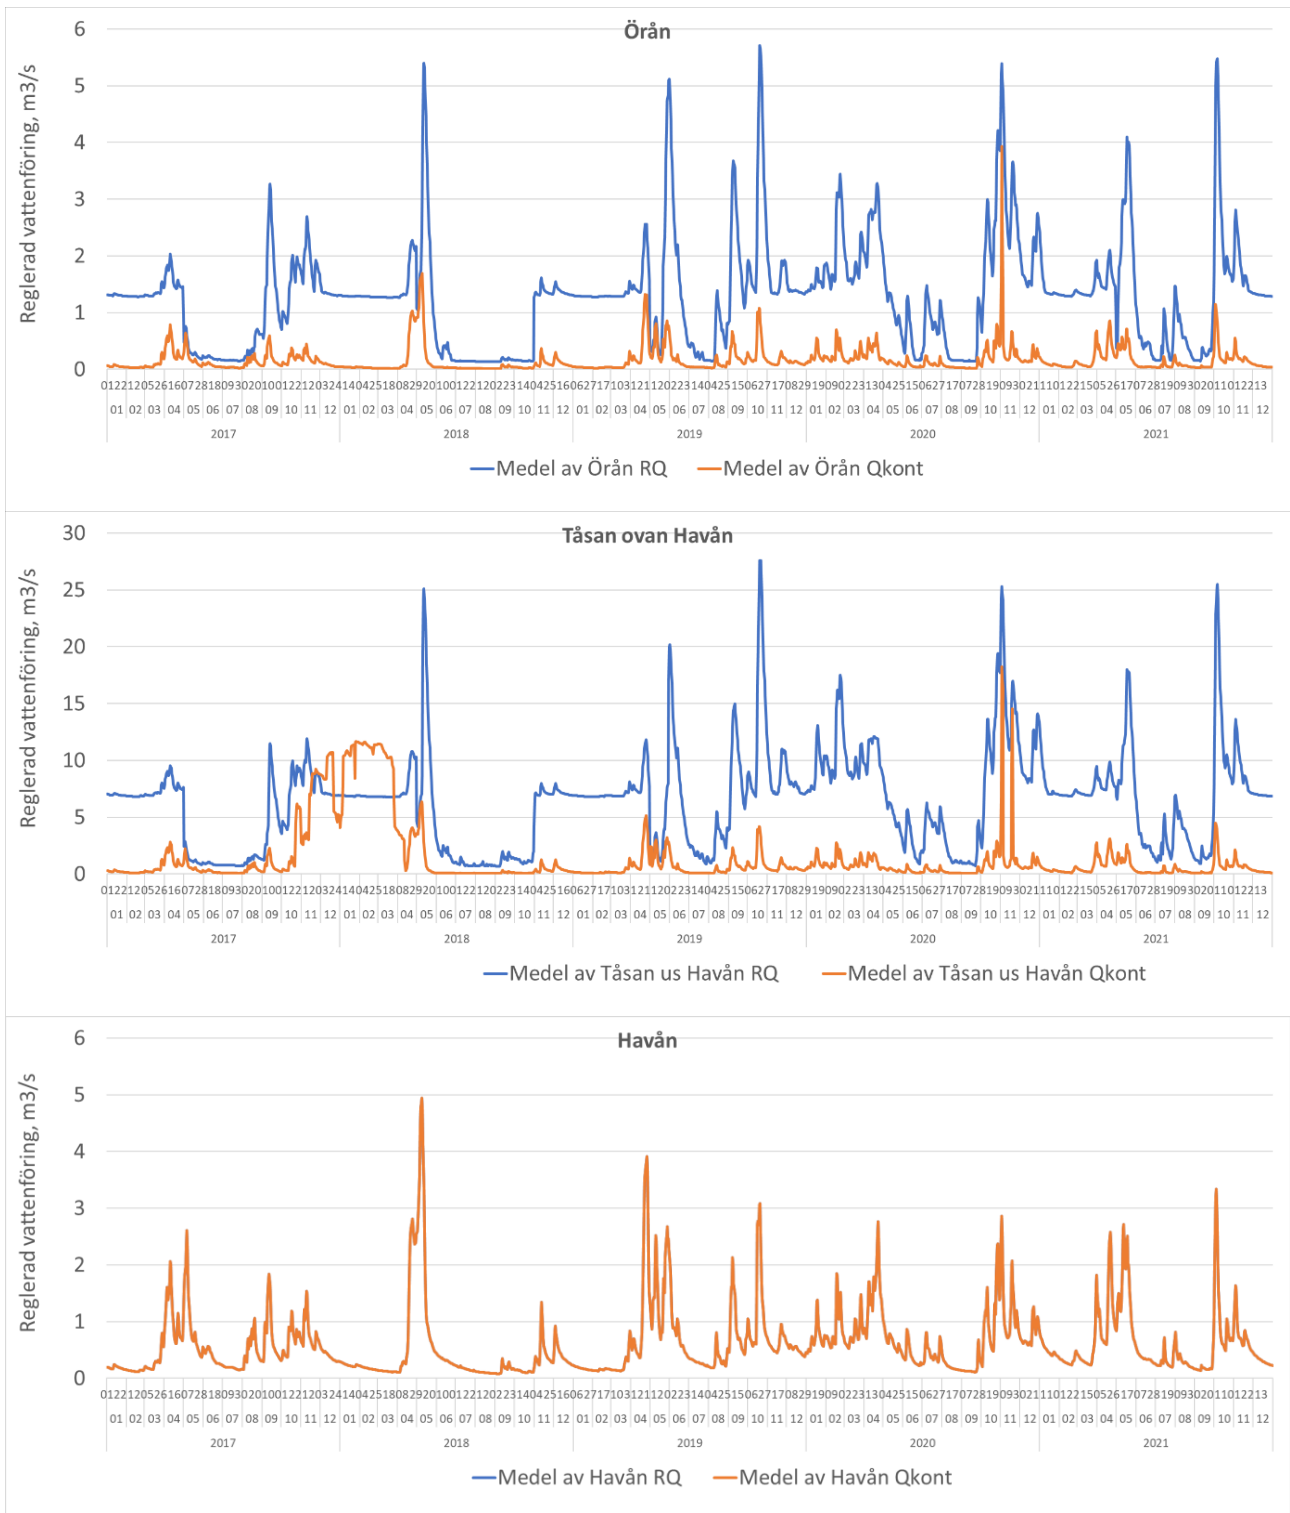 Örån
Reglerad vattenföring, m3/s
6
5
4
3
2
1
0
01 02 03 04 05 06 07 08 09 10 11 12 01 02 03 04 05 06 07 08 09 10 11 12 01 02 03 04 05 06 07 08 09 10 11 12 01 02 03 04 05 06 07 08 09 10 11 12 01 02 03 04 05 06 07 08 09 10 11 12
2017 2018 2019 2020 2021
Medel av Örån RQ Medel av Örån Qkont
Tåsan ovan Havån
Reglerad vattenföring, m3/s
30
25
20
15
10
5
0
01 02 03 04 05 06 07 08 09 10 11 12 01 02 03 04 05 06 07 08 09 10 11 12 01 02 03 04 05 06 07 08 09 10 11 12 01 02 03 04 05 06 07 08 09 10 11 12 01 02 03 04 05 06 07 08 09 10 11 12
2017 2018 2019 2020 2021
Medel av Tåsan us Havån RQ Medel av Tåsan us Havån Qkont
Havån
Reglerad vattenföring, m3/s
6
5
4
3
2
1
0
01 02 03 04 05 06 07 08 09 10 11 12 01 02 03 04 05 06 07 08 09 10 11 12 01 02 03 04 05 06 07 08 09 10 11 12 01 02 03 04 05 06 07 08 09 10 11 12 01 02 03 04 05 06 07 08 09 10 11 12
2017 2018 2019 2020 2021
Medel av Havån RQ Medel av Havån Qkont